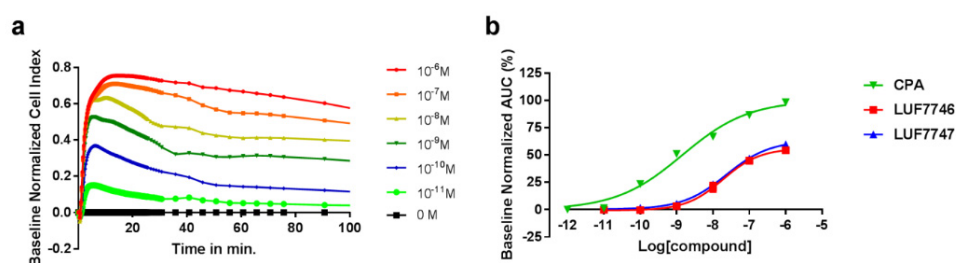 a
Baseline Normalized Cell Index
0.8
0.6
0.4
0.2
0.0
-0.2
20
40
60
80
100
Time in min.
10⁻⁶M
10⁻⁷M
10⁻⁸M
10⁻⁹M
10⁻¹⁰M
10⁻¹¹M
0 M
b
Baseline Normalized AUC (%)
125
100
75
50
25
0
-12
-11
-10
-9
-8
-7
-6
-5
Log[compound]
CPA
LUF7746
LUF7747